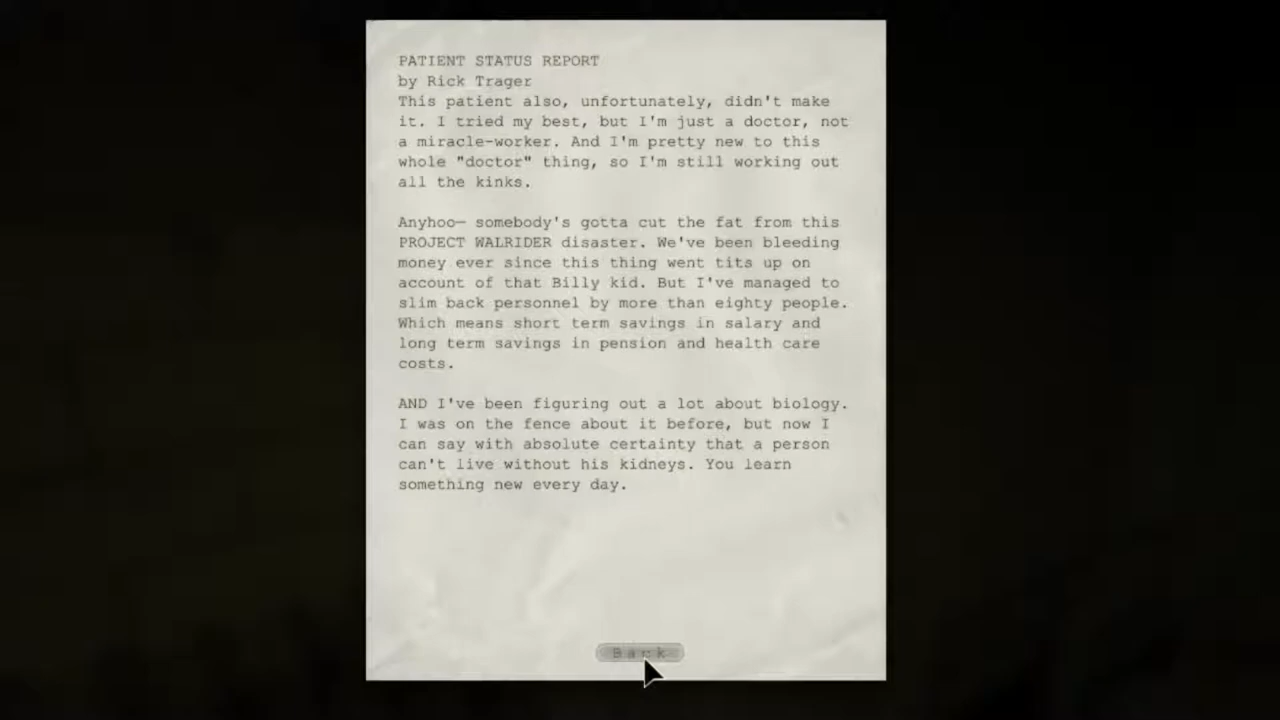 PATIENT STATUS REPORT
by Rick Trager
This patient also, unfortunately, didn't make
it. I tried my best, but I'm just a doctor, not
a miracle-worker. And I'm pretty new to this
whole "doctor" thing, so I'm still working out
all the kinks.
Anyhoo— somebody's gotta cut the fat from this
PROJECT WALRIDER disaster. We've been bleeding
money ever since this thing went tits up on
account of that Billy kid. But I've managed to
slim back personnel by more than eighty people.
Which means short term savings in salary and
long term savings in pension and health care
costs.
AND I've been figuring out a lot about biology.
I was on the fence about it before, but now I
can say with absolute certainty that a person
can't live without his kidneys. You learn
something new every day.
Back